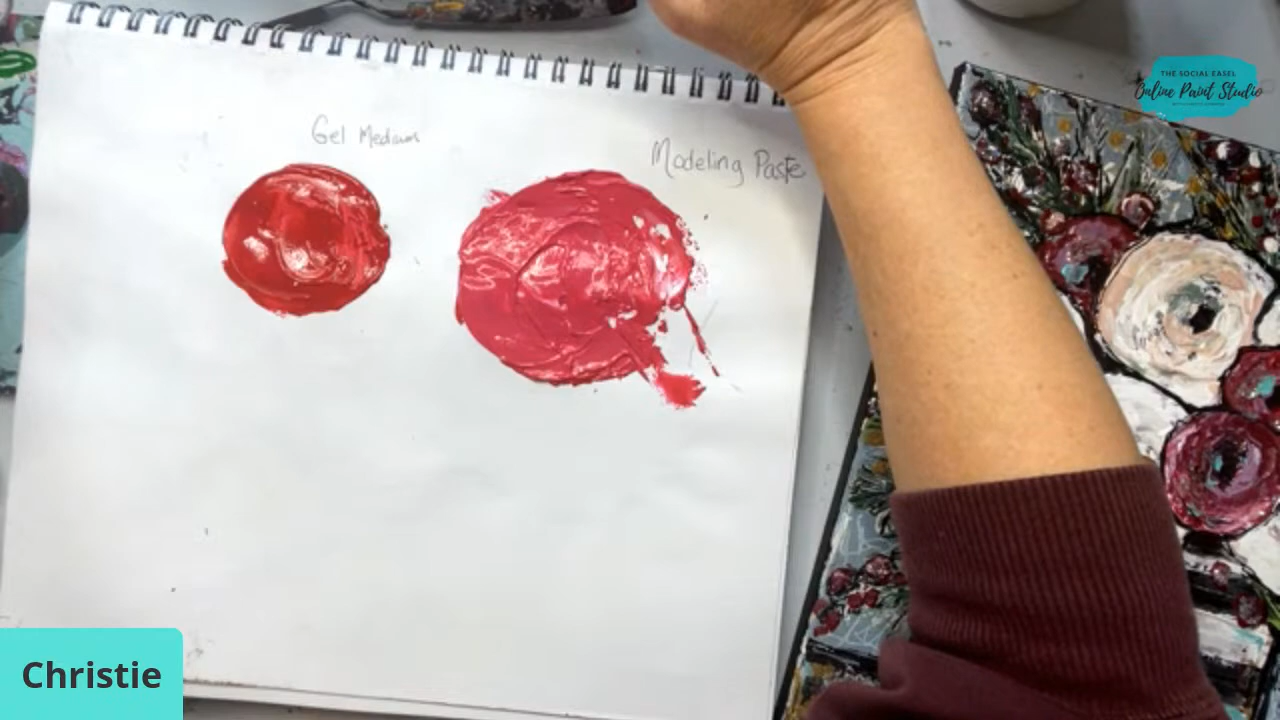 THE SOCIAL EASEL
Online Paint Studio
Gel Medium
Modeling Paste
Christie